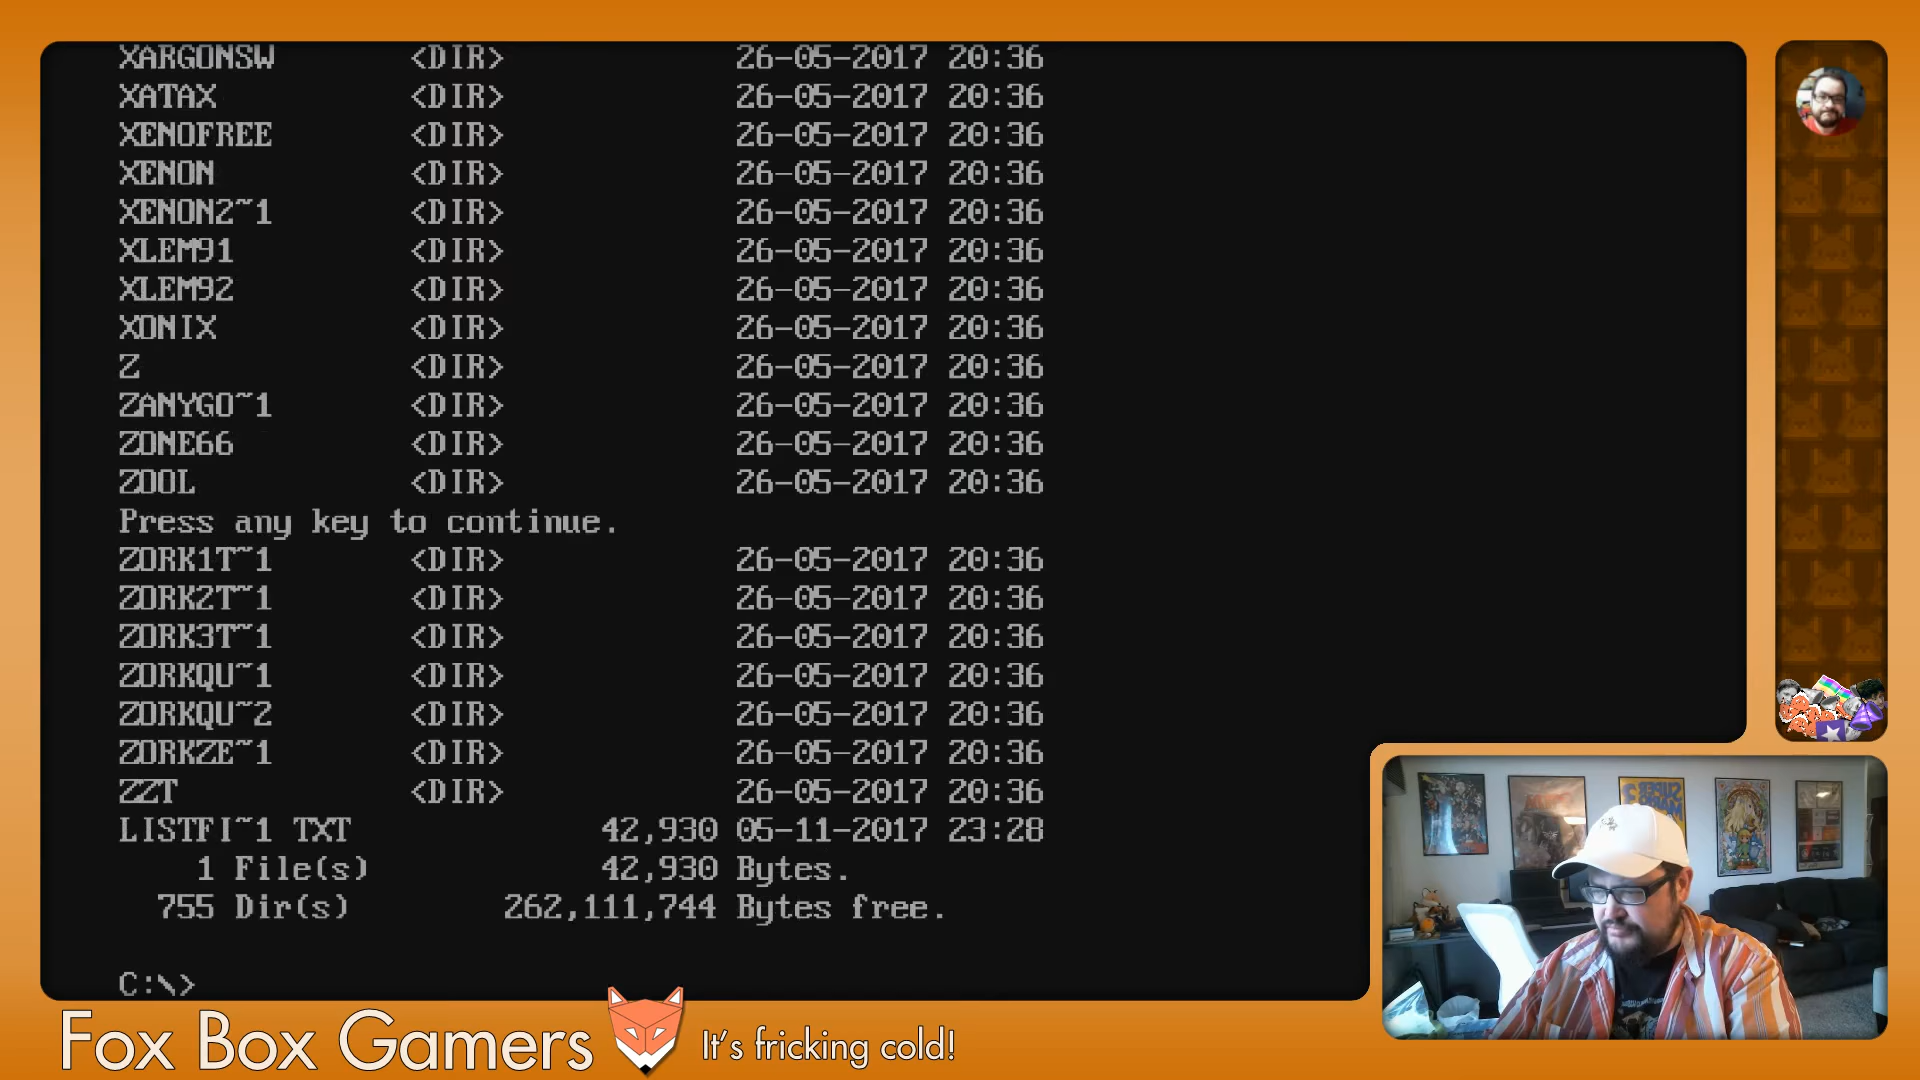 XARGONSW <DIR> 26-05-2017 20:36
XATAX <DIR> 26-05-2017 20:36
XENOFREE <DIR> 26-05-2017 20:36
XENON <DIR> 26-05-2017 20:36
XENON2~1 <DIR> 26-05-2017 20:36
XLEM91 <DIR> 26-05-2017 20:36
XLEM92 <DIR> 26-05-2017 20:36
XONIX <DIR> 26-05-2017 20:36
Z <DIR> 26-05-2017 20:36
ZANYGO~1 <DIR> 26-05-2017 20:36
ZONE66 <DIR> 26-05-2017 20:36
ZOOL <DIR> 26-05-2017 20:36
Press any key to continue.
ZORK1T~1 <DIR> 26-05-2017 20:36
ZORK2T~1 <DIR> 26-05-2017 20:36
ZORK3T~1 <DIR> 26-05-2017 20:36
ZORKQU~1 <DIR> 26-05-2017 20:36
ZORKQU~2 <DIR> 26-05-2017 20:36
ZORKZE~1 <DIR> 26-05-2017 20:36
ZZT <DIR> 26-05-2017 20:36
LISTFI~1 TXT 42,930 05-11-2017 23:28
1 File(s) 42,930 Bytes.
755 Dir(s) 262,111,744 Bytes free.
C:\>
Fox Box Gamers
It's fricking cold!